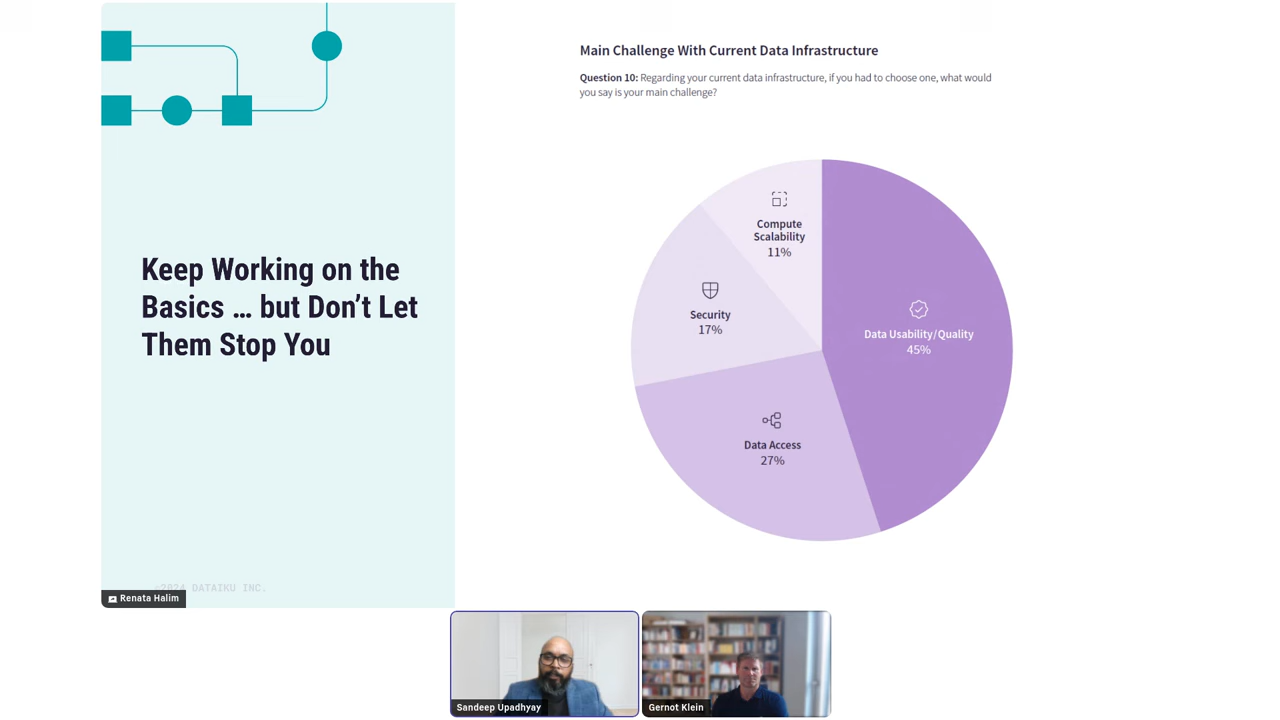 Keep Working on the
Basics … but Don’t Let
Them Stop You
©2024 DATAIKU INC.
Renata Halim
Main Challenge With Current Data Infrastructure
Question 10: Regarding your current data infrastructure, if you had to choose one, what would
you say is your main challenge?
Compute
Scalability
11%
Security
17%
Data Usability/Quality
45%
Data Access
27%
Sandeep Upadhyay
Gernot Klein